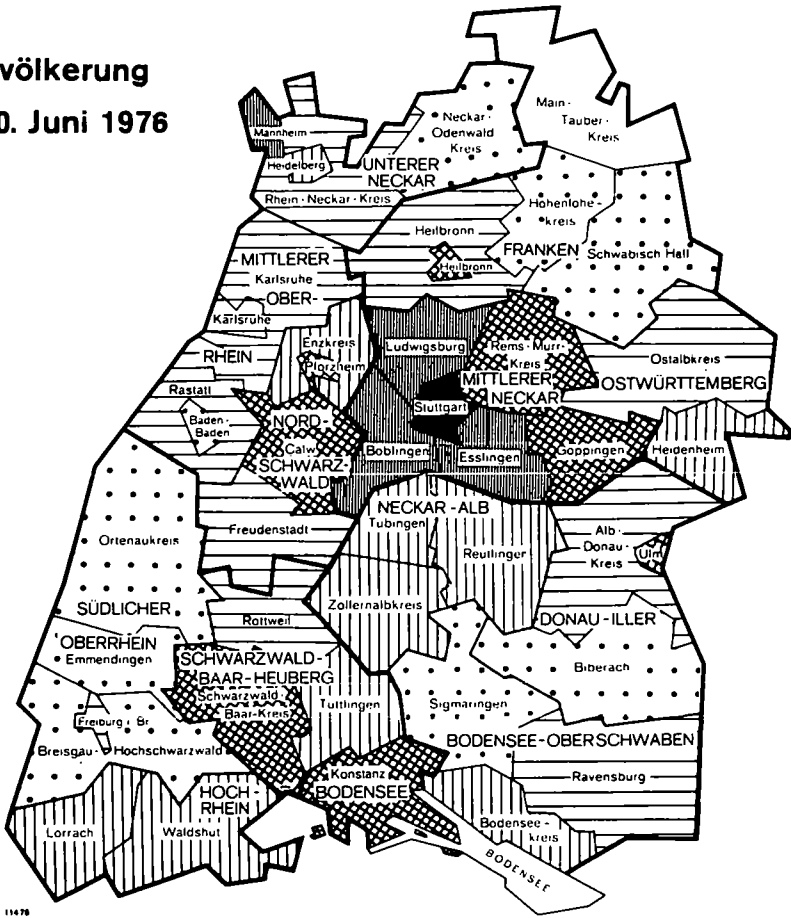 völkerung
0. Juni 1976
Mannheim
Heidelberg
UNTERER
NECKAR
Rhein-Neckar-Kreis
Neckar-
Odenwald
Kreis
Main-
Tauber-
Kreis
Hohenlohe-
kreis
FRANKEN
Schwäbisch Hall
Heilbronn
Heilbronn
MITTLERER
Karlsruhe
OBER-
Karlsruhe
RHEIN
Rastatt
Baden-
Baden
Enzkreis
Pforzheim
Ludwigsburg
Rems-Murr-
Kreis
MITTLERER
NECKAR
Stuttgart
Ostalbkreis
OSTWÜRTTEMBERG
NORD-
Calw
SCHWARZ-
WALD
Böblingen
Esslingen
Göppingen
Heidenheim
Freudenstadt
NECKAR-ALB
Tübingen
Reutlingen
Zollernalbkreis
Alb-
Donau-
Kreis
Ulm
DONAU-ILLER
Ortenaukreis
SÜDLICHER
OBERRHEIN
Emmendingen
Freiburg i Br
Breisgau-Hochschwarzwald
Rottweil
SCHWARZWALD-
BAAR-HEUBERG
Schwarzwald-
Baar-Kreis
Tuttlingen
Sigmaringen
Biberach
BODENSEE-OBERSCHWABEN
Ravensburg
Konstanz
BODENSEE
HOCH-
RHEIN
Lörrach
Waldshut
Bodensee-
kreis
BODENSEE
11476